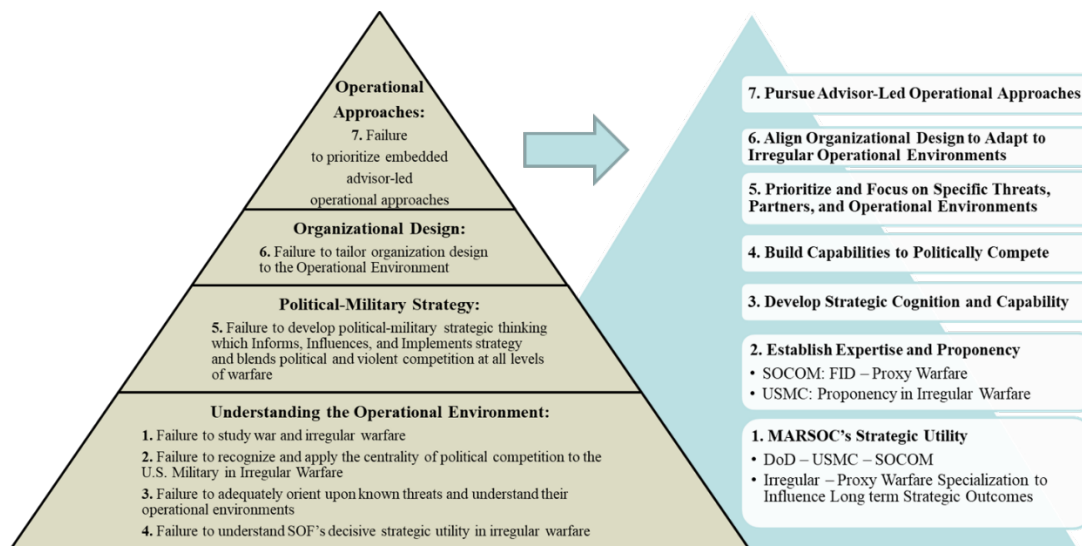 Operational
Approaches:
7. Failure
to prioritize embedded
advisor-led
operational approaches
Organizational Design:
6. Failure to tailor organization design
to the Operational Environment
Political-Military Strategy:
5. Failure to develop political-military strategic thinking
which Informs, Influences, and Implements strategy
and blends political and violent competition at all levels
of warfare
Understanding the Operational Environment:
1. Failure to study war and irregular warfare
2. Failure to recognize and apply the centrality of political competition to the
U.S. Military in Irregular Warfare
3. Failure to adequately orient upon known threats and understand their
operational environments
4. Failure to understand SOF's decisive strategic utility in irregular warfare
7. Pursue Advisor-Led Operational Approaches
6. Align Organizational Design to Adapt to
Irregular Operational Environments
5. Prioritize and Focus on Specific Threats,
Partners, and Operational Environments
4. Build Capabilities to Politically Compete
3. Develop Strategic Cognition and Capability
2. Establish Expertise and Proponency
• SOCOM: FID – Proxy Warfare
• USMC: Proponency in Irregular Warfare
1. MARSOC's Strategic Utility
• DoD – USMC – SOCOM
• Irregular – Proxy Warfare Specialization to
Influence Long term Strategic Outcomes